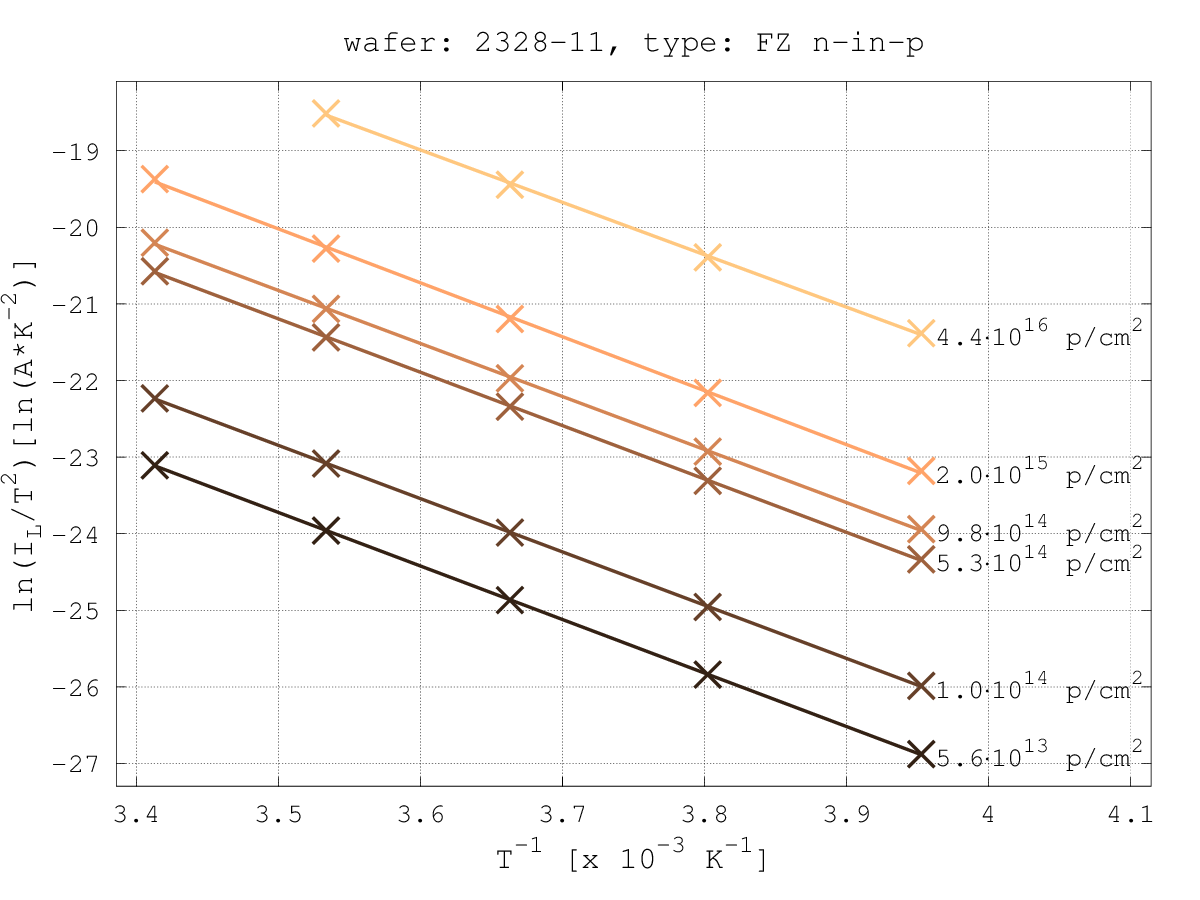 wafer: 2328-11, type: FZ n-in-p
ln(I_L/T^2)[ln(A*K^-2)]
-19
-20
-21
-22
-23
-24
-25
-26
-27
4.4·10^16 p/cm^2
2.0·10^15 p/cm^2
9.8·10^14 p/cm^2
5.3·10^14 p/cm^2
1.0·10^14 p/cm^2
5.6·10^13 p/cm^2
3.4 3.5 3.6 3.7 3.8 3.9 4 4.1
T^-1 [x 10^-3 K^-1]